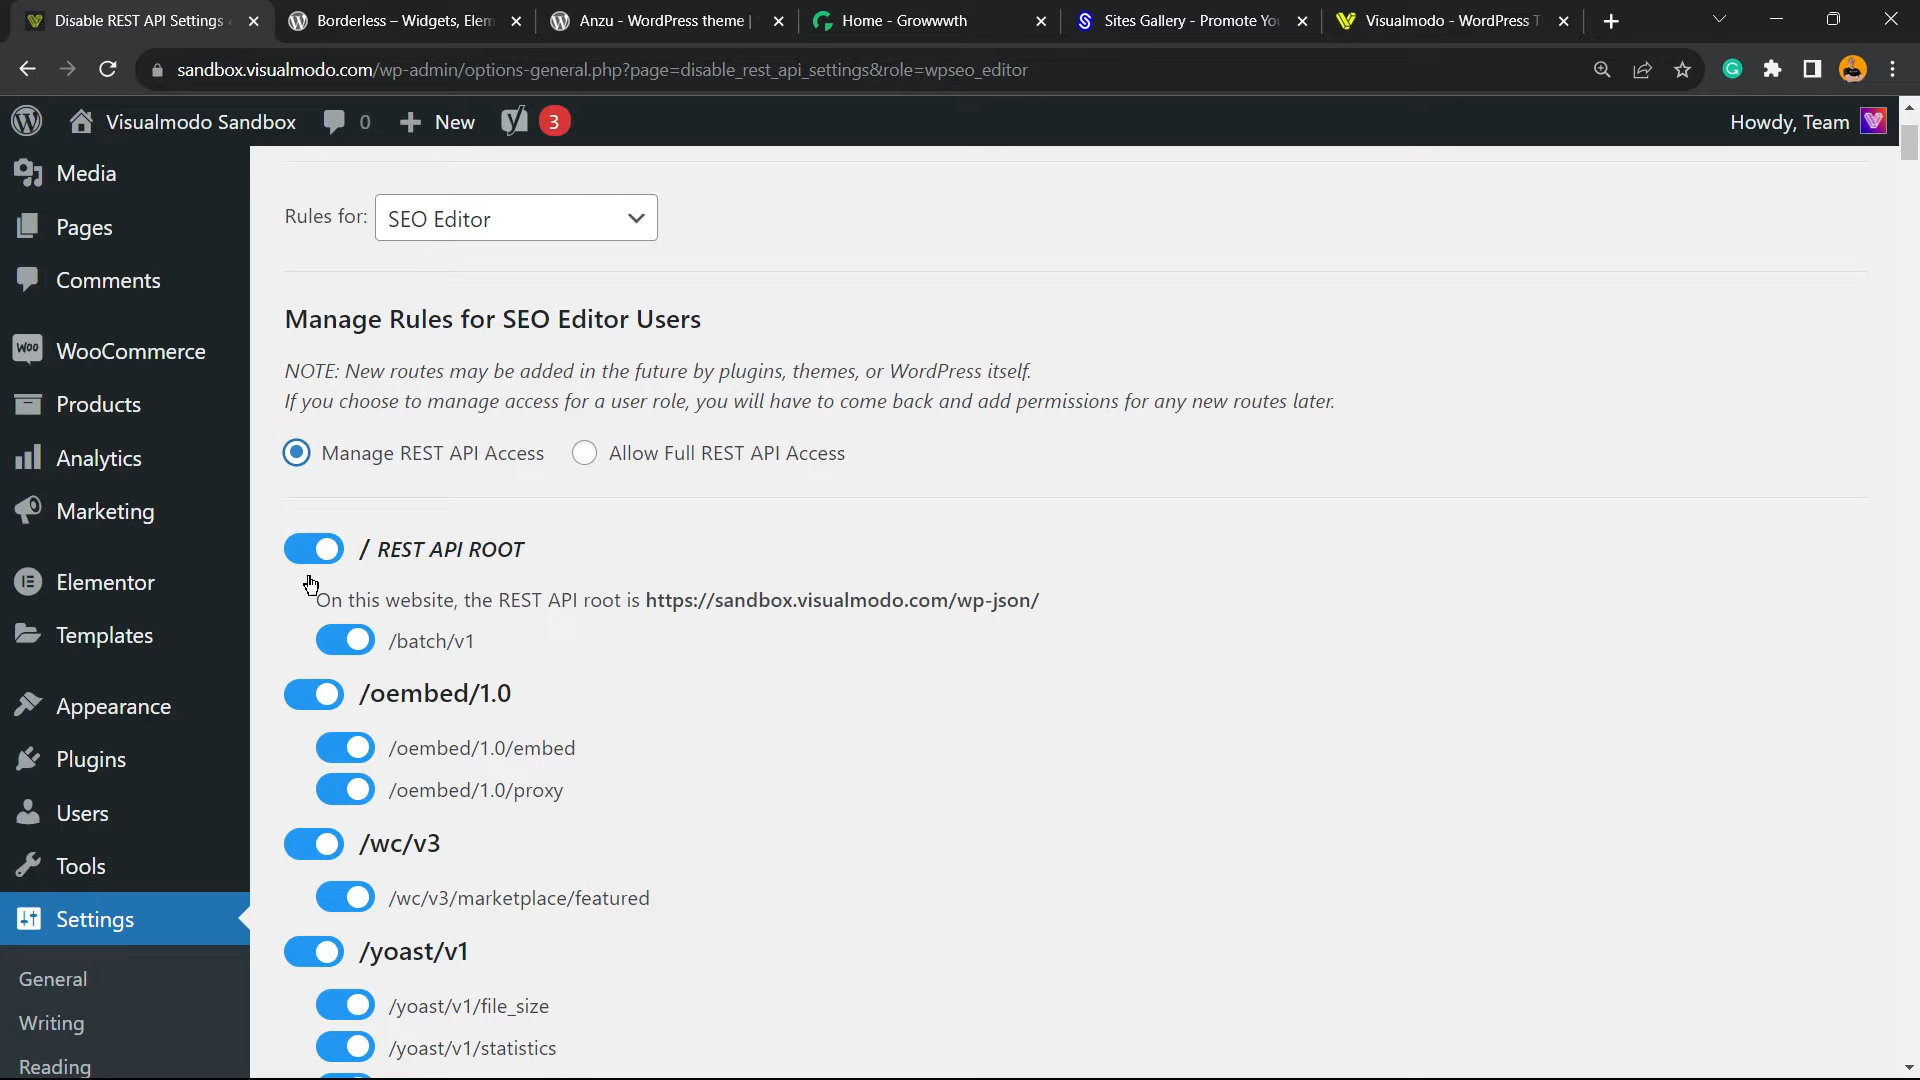 Disable REST API Settings
Borderless – Widgets, Elem
Anzu - WordPress theme
Home - Growwwth
Sites Gallery - Promote Yo
Visualmodo - WordPress T
sandbox.visualmodo.com/wp-admin/options-general.php?page=disable_rest_api_settings&role=wpseo_editor
Visualmodo Sandbox
0
New
3
Howdy, Team
Media
Pages
Comments
WooCommerce
Products
Analytics
Marketing
Elementor
Templates
Appearance
Plugins
Users
Tools
Settings
General
Writing
Reading
Rules for:
SEO Editor
Manage Rules for SEO Editor Users
NOTE: New routes may be added in the future by plugins, themes, or WordPress itself.
If you choose to manage access for a user role, you will have to come back and add permissions for any new routes later.
Manage REST API Access
Allow Full REST API Access
/ REST API ROOT
On this website, the REST API root is https://sandbox.visualmodo.com/wp-json/
/batch/v1
/oembed/1.0
/oembed/1.0/embed
/oembed/1.0/proxy
/wc/v3
/wc/v3/marketplace/featured
/yoast/v1
/yoast/v1/file_size
/yoast/v1/statistics